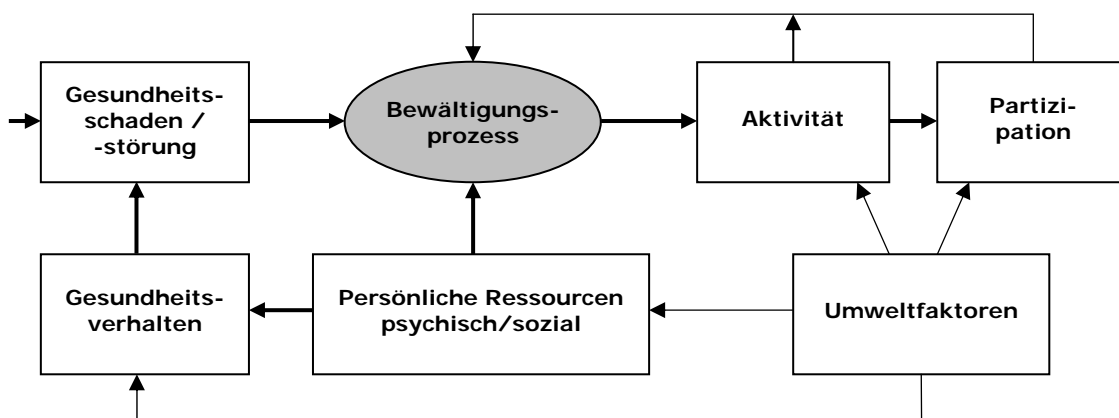 Gesundheits-
schaden /
-störung
Bewältigungs-
prozess
Aktivität
Partizi-
pation
Gesundheits-
verhalten
Persönliche Ressourcen
psychisch/sozial
Umweltfaktoren